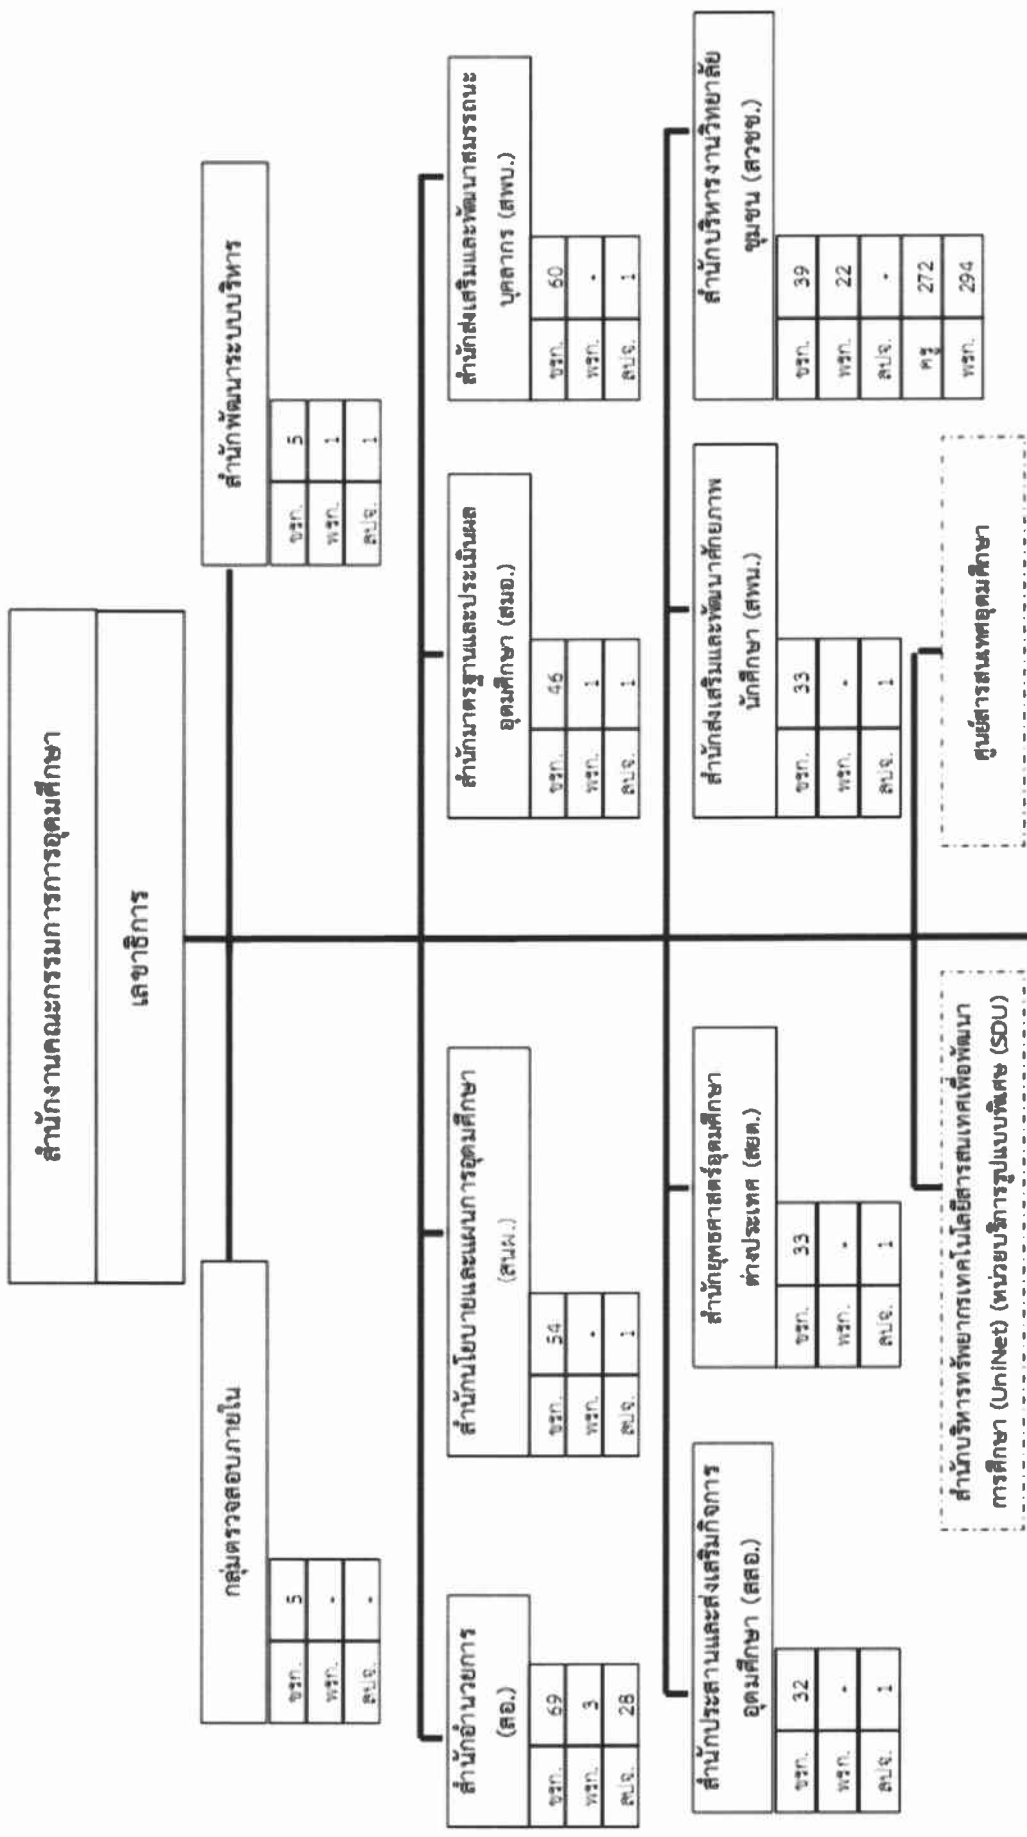 สำนักงานคณะกรรมการการอุดมศึกษา
เลขาธิการ
กลุ่มตรวจสอบภายใน
ขรก. 5
พรก. -
ลปจ. -
สำนักพัฒนาระบบบริหาร
ขรก. 5
พรก. 1
ลปจ. 1
สำนักอำนวยการ
(สอ.)
ขรก. 69
พรก. 3
ลปจ. 28
สำนักนโยบายและแผนการอุดมศึกษา
(สนผ.)
ขรก. 54
พรก. -
ลปจ. 1
สำนักมาตรฐานและประเมินผล
อุดมศึกษา (สมอ.)
ขรก. 46
พรก. 1
ลปจ. 1
สำนักส่งเสริมและพัฒนาสมรรถนะ
บุคลากร (สพบ.)
ขรก. 60
พรก. -
ลปจ. 1
สำนักประสานและส่งเสริมกิจการ
อุดมศึกษา (สสอ.)
ขรก. 32
พรก. -
ลปจ. 1
สำนักยุทธศาสตร์อุดมศึกษา
ต่างประเทศ (สยต.)
ขรก. 33
พรก. -
ลปจ. 1
สำนักส่งเสริมและพัฒนาศักยภาพ
นักศึกษา (สพน.)
ขรก. 33
พรก. -
ลปจ. 1
สำนักบริหารงานวิทยาลัย
ชุมชน (สวชช.)
ขรก. 39
พรก. 22
ลปจ. -
ครู 272
พรก. 294
สำนักบริหารทรัพยากรเทคโนโลยีสารสนเทศเพื่อพัฒนา
การศึกษา (UniNet) (หน่วยบริการรูปแบบพิเศษ (SDU)
ศูนย์สารสนเทศอุดมศึกษา